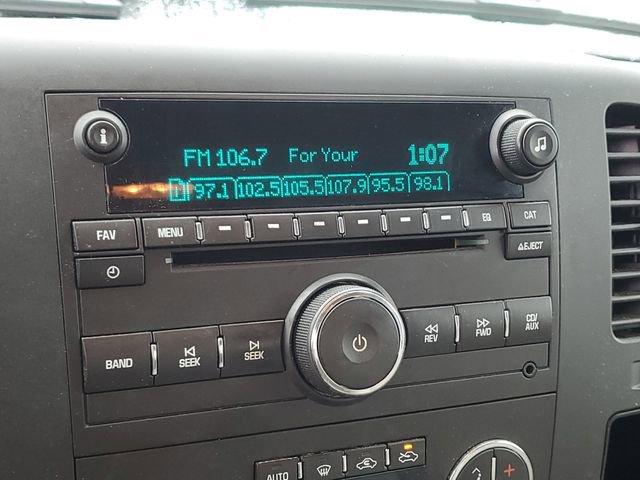 FM 106.7 For Your 1:07
1 97.1 102.5 105.5 107.9 95.5 98.1
FAV MENU EQ CAT
EJECT
BAND SEEK SEEK REV FWD CD/AUX
AUTO